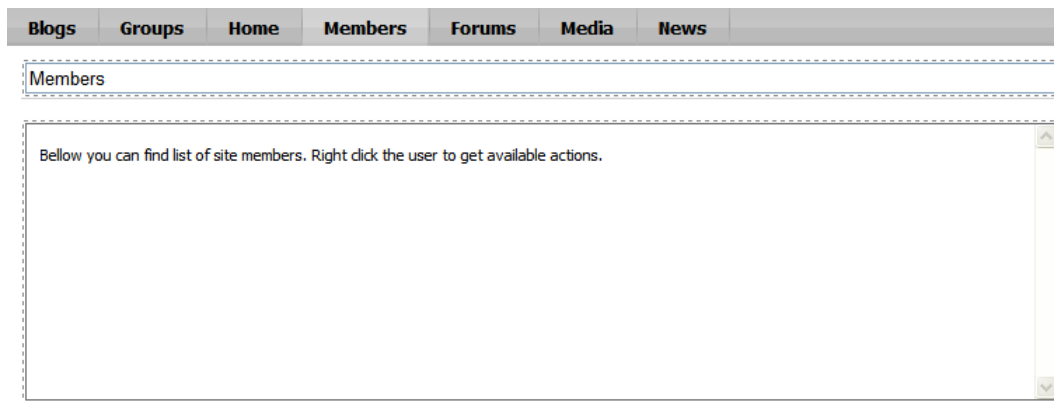 Blogs Groups Home Members Forums Media News
Members
Bellow you can find list of site members. Right click the user to get available actions.